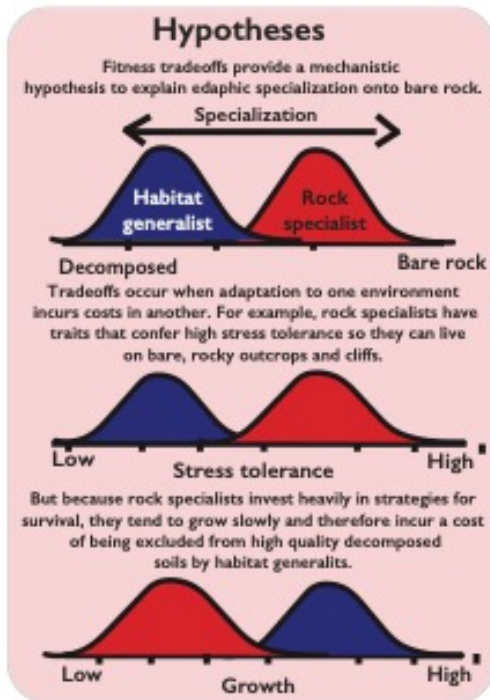 Hypotheses
Fitness tradeoffs provide a mechanistic
hypothesis to explain edaphic specialization onto bare rock.
Specialization
Habitat
generalist
Rock
specialist
Decomposed
Bare rock
Tradeoffs occur when adaptation to one environment
incurs costs in another. For example, rock specialists have
traits that confer high stress tolerance so they can live
on bare, rocky outcrops and cliffs.
Low
Stress tolerance
High
But because rock specialists invest heavily in strategies for
survival, they tend to grow slowly and therefore incur a cost
of being excluded from high quality decomposed
soils by habitat generalits.
Low
Growth
High